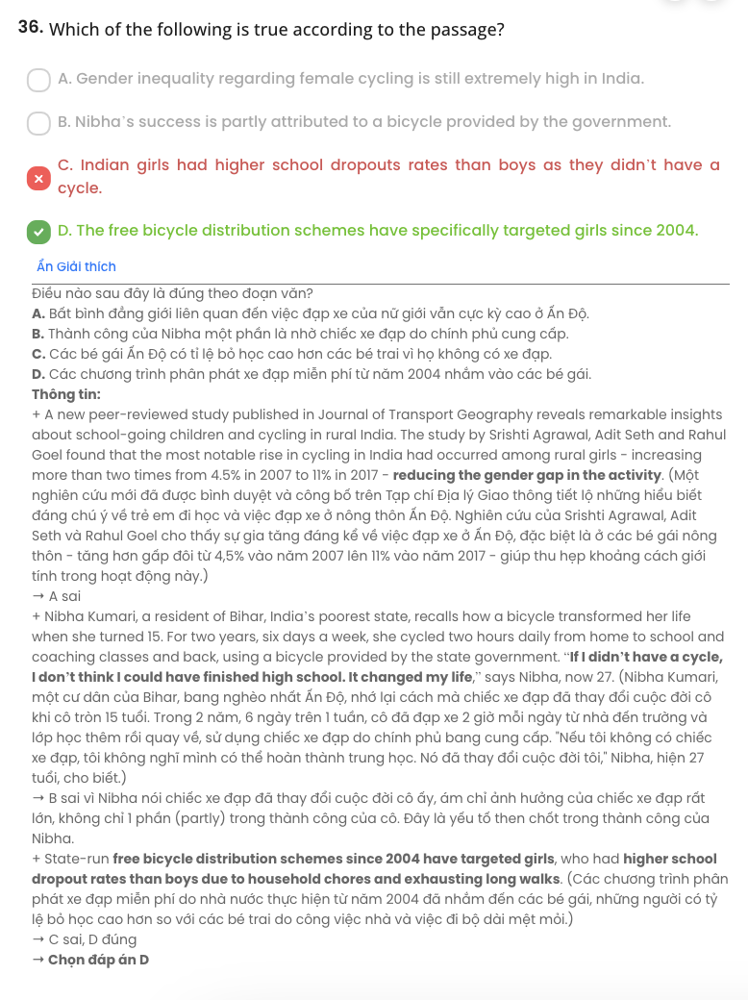 36. Which of the following is true according to the passage?
A. Gender inequality regarding female cycling is still extremely high in India.
B. Nibha's success is partly attributed to a bicycle provided by the government.
C. Indian girls had higher school dropouts rates than boys as they didn't have a
cycle.
D. The free bicycle distribution schemes have specifically targeted girls since 2004.
Ẩn Giải thích
Điều nào sau đây là đúng theo đoạn văn?
A. Bất bình đẳng giới liên quan đến việc đạp xe của nữ giới vẫn cực kỳ cao ở Ấn Độ.
B. Thành công của Nibha một phần là nhờ chiếc xe đạp do chính phủ cung cấp.
C. Các bé gái Ấn Độ có tỉ lệ bỏ học cao hơn các bé trai vì họ không có xe đạp.
D. Các chương trình phân phát xe đạp miễn phí từ năm 2004 nhắm vào các bé gái.
Thông tin:
+ A new peer-reviewed study published in Journal of Transport Geography reveals remarkable insights
about school-going children and cycling in rural India. The study by Srishti Agrawal, Adit Seth and Rahul
Goel found that the most notable rise in cycling in India had occurred among rural girls - increasing
more than two times from 4.5% in 2007 to 11% in 2017 - reducing the gender gap in the activity. (Một
nghiên cứu mới đã được bình duyệt và công bố trên Tạp chí Địa lý Giao thông tiết lộ những hiểu biết
đáng chú ý về trẻ em đi học và việc đạp xe ở nông thôn Ấn Độ. Nghiên cứu của Srishti Agrawal, Adit
Seth và Rahul Goel cho thấy sự gia tăng đáng kể về việc đạp xe ở Ấn Độ, đặc biệt là ở các bé gái nông
thôn - tăng hơn gấp đôi từ 4,5% vào năm 2007 lên 11% vào năm 2017 - giúp thu hẹp khoảng cách giới
tính trong hoạt động này.)
→ A sai
+ Nibha Kumari, a resident of Bihar, India's poorest state, recalls how a bicycle transformed her life
when she turned 15. For two years, six days a week, she cycled two hours daily from home to school and
coaching classes and back, using a bicycle provided by the state government. "If I didn't have a cycle,
I don't think I could have finished high school. It changed my life," says Nibha, now 27. (Nibha Kumari,
một cư dân của Bihar, bang nghèo nhất Ấn Độ, nhớ lại cách mà chiếc xe đạp đã thay đổi cuộc đời cô
khi cô tròn 15 tuổi. Trong 2 năm, 6 ngày trên 1 tuần, cô đã đạp xe 2 giờ mỗi ngày từ nhà đến trường và
lớp học thêm rồi quay về, sử dụng chiếc xe đạp do chính phủ bang cung cấp. "Nếu tôi không có chiếc
xe đạp, tôi không nghĩ mình có thể hoàn thành trung học. Nó đã thay đổi cuộc đời tôi," Nibha, hiện 27
tuổi, cho biết.)
→ B sai vì Nibha nói chiếc xe đạp đã thay đổi cuộc đời cô ấy, ám chỉ ảnh hưởng của chiếc xe đạp rất
lớn, không chỉ 1 phần (partly) trong thành công của cô. Đây là yếu tố then chốt trong thành công của
Nibha.
+ State-run free bicycle distribution schemes since 2004 have targeted girls, who had higher school
dropout rates than boys due to household chores and exhausting long walks. (Các chương trình phân
phát xe đạp miễn phí do nhà nước thực hiện từ năm 2004 đã nhắm đến các bé gái, những người có tỷ
lệ bỏ học cao hơn so với các bé trai do công việc nhà và việc đi bộ dài mệt mỏi.)
→ C sai, D đúng
→ Chọn đáp án D